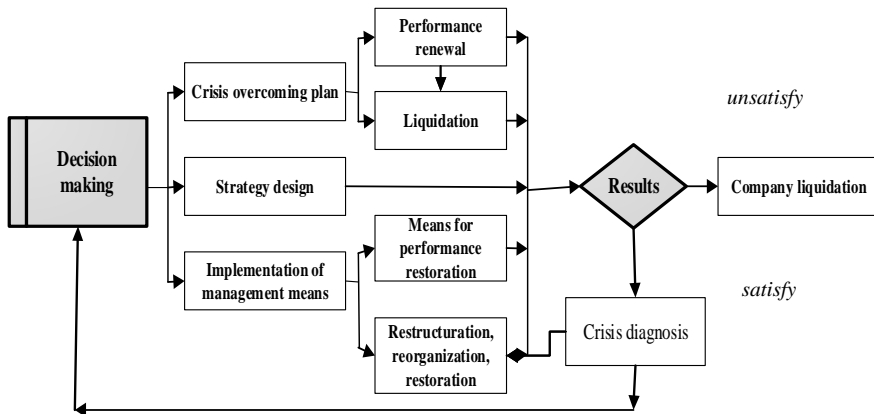 Performance
renewal
Crisis overcoming plan
unsatisfy
Liquidation
Decision
making
Strategy design
Results
Company liquidation
Means for
performance
restoration
Implementation of
management means
satisfy
Restructuration,
reorganization,
restoration
Crisis diagnosis